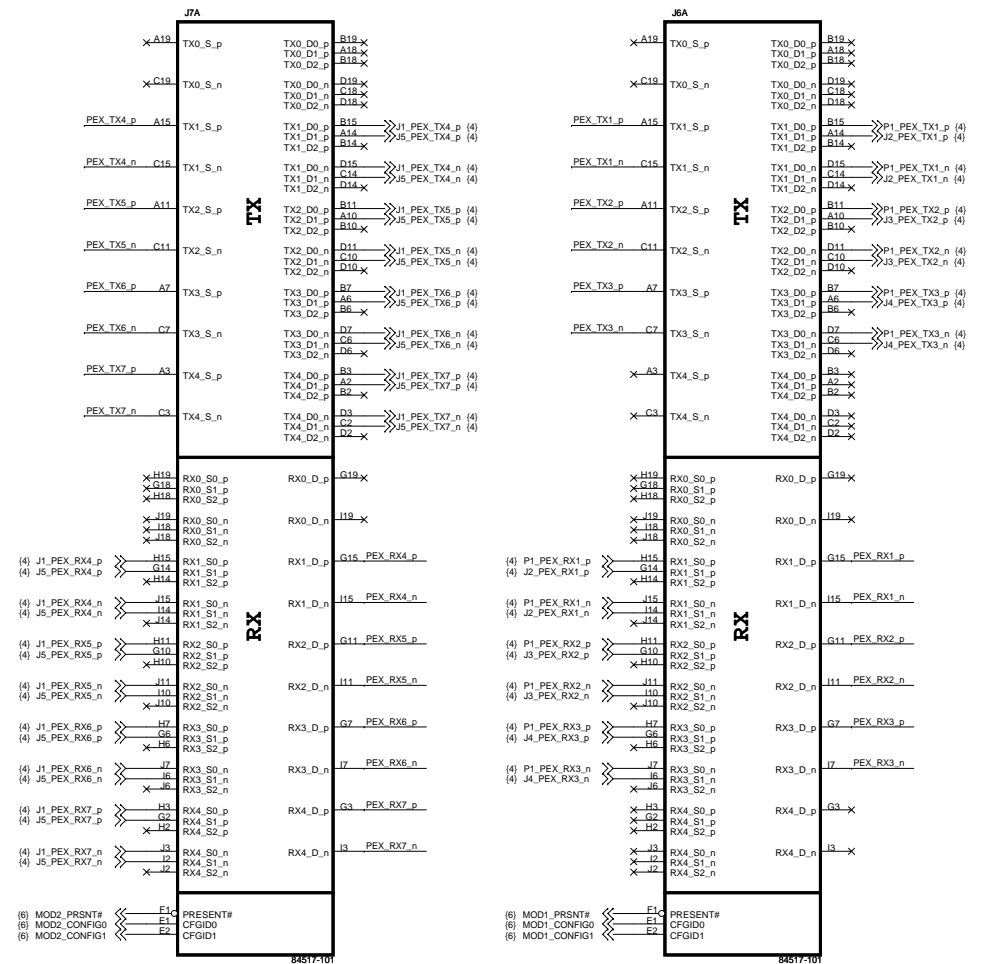 J7A
A19 TX0_S_p TX0_D0_p B19
TX0_D1_p A18
TX0_D2_p B18
C19 TX0_S_n TX0_D0_n D19
TX0_D1_n C18
TX0_D2_n D18
PEX_TX4_p A15 TX1_S_p TX1_D0_p B15 J1_PEX_TX4_p {4}
TX1_D1_p A14 J5_PEX_TX4_p {4}
TX1_D2_p B14
PEX_TX4_n C15 TX1_S_n TX1_D0_n D15 J1_PEX_TX4_n {4}
TX1_D1_n C14 J5_PEX_TX4_n {4}
TX1_D2_n D14
PEX_TX5_p A11 TX2_S_p TX2_D0_p B11 J1_PEX_TX5_p {4}
TX2_D1_p A10 J5_PEX_TX5_p {4}
TX2_D2_p B10
TX
PEX_TX5_n C11 TX2_S_n TX2_D0_n D11 J1_PEX_TX5_n {4}
TX2_D1_n C10 J5_PEX_TX5_n {4}
TX2_D2_n D10
PEX_TX6_p A7 TX3_S_p TX3_D0_p B7 J1_PEX_TX6_p {4}
TX3_D1_p A6 J5_PEX_TX6_p {4}
TX3_D2_p B6
PEX_TX6_n C7 TX3_S_n TX3_D0_n D7 J1_PEX_TX6_n {4}
TX3_D1_n C6 J5_PEX_TX6_n {4}
TX3_D2_n D6
PEX_TX7_p A3 TX4_S_p TX4_D0_p B3 J1_PEX_TX7_p {4}
TX4_D1_p A2 J5_PEX_TX7_p {4}
TX4_D2_p B2
PEX_TX7_n C3 TX4_S_n TX4_D0_n D3 J1_PEX_TX7_n {4}
TX4_D1_n C2 J5_PEX_TX7_n {4}
TX4_D2_n D2
H19 RX0_S0_p RX0_D_p G19
G18 RX0_S1_p
H18 RX0_S2_p
J19 RX0_S0_n RX0_D_n I19
I18 RX0_S1_n
J18 RX0_S2_n
{4} J1_PEX_RX4_p H15 RX1_S0_p RX1_D_p G15 PEX_RX4_p
{4} J5_PEX_RX4_p G14 RX1_S1_p
H14 RX1_S2_p
{4} J1_PEX_RX4_n J15 RX1_S0_n RX1_D_n I15 PEX_RX4_n
{4} J5_PEX_RX4_n I14 RX1_S1_n
J14 RX1_S2_n
RX
{4} J1_PEX_RX5_p H11 RX2_S0_p RX2_D_p G11 PEX_RX5_p
{4} J5_PEX_RX5_p G10 RX2_S1_p
H10 RX2_S2_p
{4} J1_PEX_RX5_n J11 RX2_S0_n RX2_D_n I11 PEX_RX5_n
{4} J5_PEX_RX5_n I10 RX2_S1_n
J10 RX2_S2_n
{4} J1_PEX_RX6_p H7 RX3_S0_p RX3_D_p G7 PEX_RX6_p
{4} J5_PEX_RX6_p G6 RX3_S1_p
H6 RX3_S2_p
{4} J1_PEX_RX6_n J7 RX3_S0_n RX3_D_n I7 PEX_RX6_n
{4} J5_PEX_RX6_n I6 RX3_S1_n
J6 RX3_S2_n
{4} J1_PEX_RX7_p H3 RX4_S0_p RX4_D_p G3 PEX_RX7_p
{4} J5_PEX_RX7_p G2 RX4_S1_p
H2 RX4_S2_p
{4} J1_PEX_RX7_n J3 RX4_S0_n RX4_D_n I3 PEX_RX7_n
{4} J5_PEX_RX7_n I2 RX4_S1_n
J2 RX4_S2_n
{6} MOD2_PRSNT# F1 PRESENT#
{6} MOD2_CONFIG0 E1 CFGID0
{6} MOD2_CONFIG1 E2 CFGID1
84517-101
J6A
A19 TX0_S_p TX0_D0_p B19
TX0_D1_p A18
TX0_D2_p B18
C19 TX0_S_n TX0_D0_n D19
TX0_D1_n C18
TX0_D2_n D18
PEX_TX1_p A15 TX1_S_p TX1_D0_p B15 P1_PEX_TX1_p {4}
TX1_D1_p A14 J2_PEX_TX1_p {4}
TX1_D2_p B14
PEX_TX1_n C15 TX1_S_n TX1_D0_n D15 P1_PEX_TX1_n {4}
TX1_D1_n C14 J2_PEX_TX1_n {4}
TX1_D2_n D14
PEX_TX2_p A11 TX2_S_p TX2_D0_p B11 P1_PEX_TX2_p {4}
TX2_D1_p A10 J3_PEX_TX2_p {4}
TX2_D2_p B10
TX
PEX_TX2_n C11 TX2_S_n TX2_D0_n D11 P1_PEX_TX2_n {4}
TX2_D1_n C10 J3_PEX_TX2_n {4}
TX2_D2_n D10
PEX_TX3_p A7 TX3_S_p TX3_D0_p B7 P1_PEX_TX3_p {4}
TX3_D1_p A6 J4_PEX_TX3_p {4}
TX3_D2_p B6
PEX_TX3_n C7 TX3_S_n TX3_D0_n D7 P1_PEX_TX3_n {4}
TX3_D1_n C6 J4_PEX_TX3_n {4}
TX3_D2_n D6
A3 TX4_S_p TX4_D0_p B3
TX4_D1_p A2
TX4_D2_p B2
C3 TX4_S_n TX4_D0_n D3
TX4_D1_n C2
TX4_D2_n D2
H19 RX0_S0_p RX0_D_p G19
G18 RX0_S1_p
H18 RX0_S2_p
J19 RX0_S0_n RX0_D_n I19
I18 RX0_S1_n
J18 RX0_S2_n
{4} P1_PEX_RX1_p H15 RX1_S0_p RX1_D_p G15 PEX_RX1_p
{4} J2_PEX_RX1_p G14 RX1_S1_p
H14 RX1_S2_p
{4} P1_PEX_RX1_n J15 RX1_S0_n RX1_D_n I15 PEX_RX1_n
{4} J2_PEX_RX1_n I14 RX1_S1_n
J14 RX1_S2_n
RX
{4} P1_PEX_RX2_p H11 RX2_S0_p RX2_D_p G11 PEX_RX2_p
{4} J3_PEX_RX2_p G10 RX2_S1_p
H10 RX2_S2_p
{4} P1_PEX_RX2_n J11 RX2_S0_n RX2_D_n I11 PEX_RX2_n
{4} J3_PEX_RX2_n I10 RX2_S1_n
J10 RX2_S2_n
{4} P1_PEX_RX3_p H7 RX3_S0_p RX3_D_p G7 PEX_RX3_p
{4} J4_PEX_RX3_p G6 RX3_S1_p
H6 RX3_S2_p
{4} P1_PEX_RX3_n J7 RX3_S0_n RX3_D_n I7 PEX_RX3_n
{4} J4_PEX_RX3_n I6 RX3_S1_n
J6 RX3_S2_n
H3 RX4_S0_p RX4_D_p G3
G2 RX4_S1_p
H2 RX4_S2_p
J3 RX4_S0_n RX4_D_n I3
I2 RX4_S1_n
J2 RX4_S2_n
{6} MOD1_PRSNT# F1 PRESENT#
{6} MOD1_CONFIG0 E1 CFGID0
{6} MOD1_CONFIG1 E2 CFGID1
84517-101